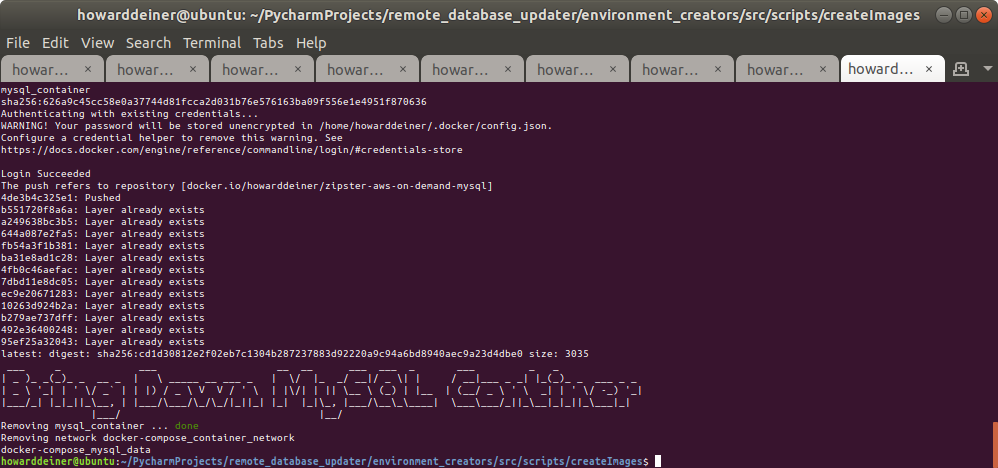 howarddeiner@ubuntu: ~/PycharmProjects/remote_database_updater/environment_creators/src/scripts/createImages
File Edit View Search Terminal Tabs Help
howar... × howar... × howar... × howar... × howar... × howar... × howar... × howar... × howard... ×
mysql_container
sha256:626a9c45cc58e0a37744d81fcca2d031b76e576163ba09f556e1e4951f870636
Authenticating with existing credentials...
WARNING! Your password will be stored unencrypted in /home/howarddeiner/.docker/config.json.
Configure a credential helper to remove this warning. See
https://docs.docker.com/engine/reference/commandline/login/#credentials-store
Login Succeeded
The push refers to repository [docker.io/howarddeiner/zipster-aws-on-demand-mysql]
4de3b4c325e1: Pushed
b551720f8a6a: Layer already exists
a249638bc3b5: Layer already exists
644a087e2fa5: Layer already exists
fb54a3f1b381: Layer already exists
ba31e8ad1c28: Layer already exists
4fb0c46aefac: Layer already exists
7dbd11e8dc05: Layer already exists
ec9e20671283: Layer already exists
10263d924b2a: Layer already exists
b279ae737dff: Layer already exists
492e36400248: Layer already exists
95ef25a32043: Layer already exists
latest: digest: sha256:cd1d30812e2f02eb7c1304b287237883d92220a9c94a6bd8940aec9a23d4dbe0 size: 3035
Bring Down MySQL Container
Removing mysql_container ... done
Removing network docker-compose_container_network
docker-compose_mysql_data
howarddeiner@ubuntu:~/PycharmProjects/remote_database_updater/environment_creators/src/scripts/createImages$